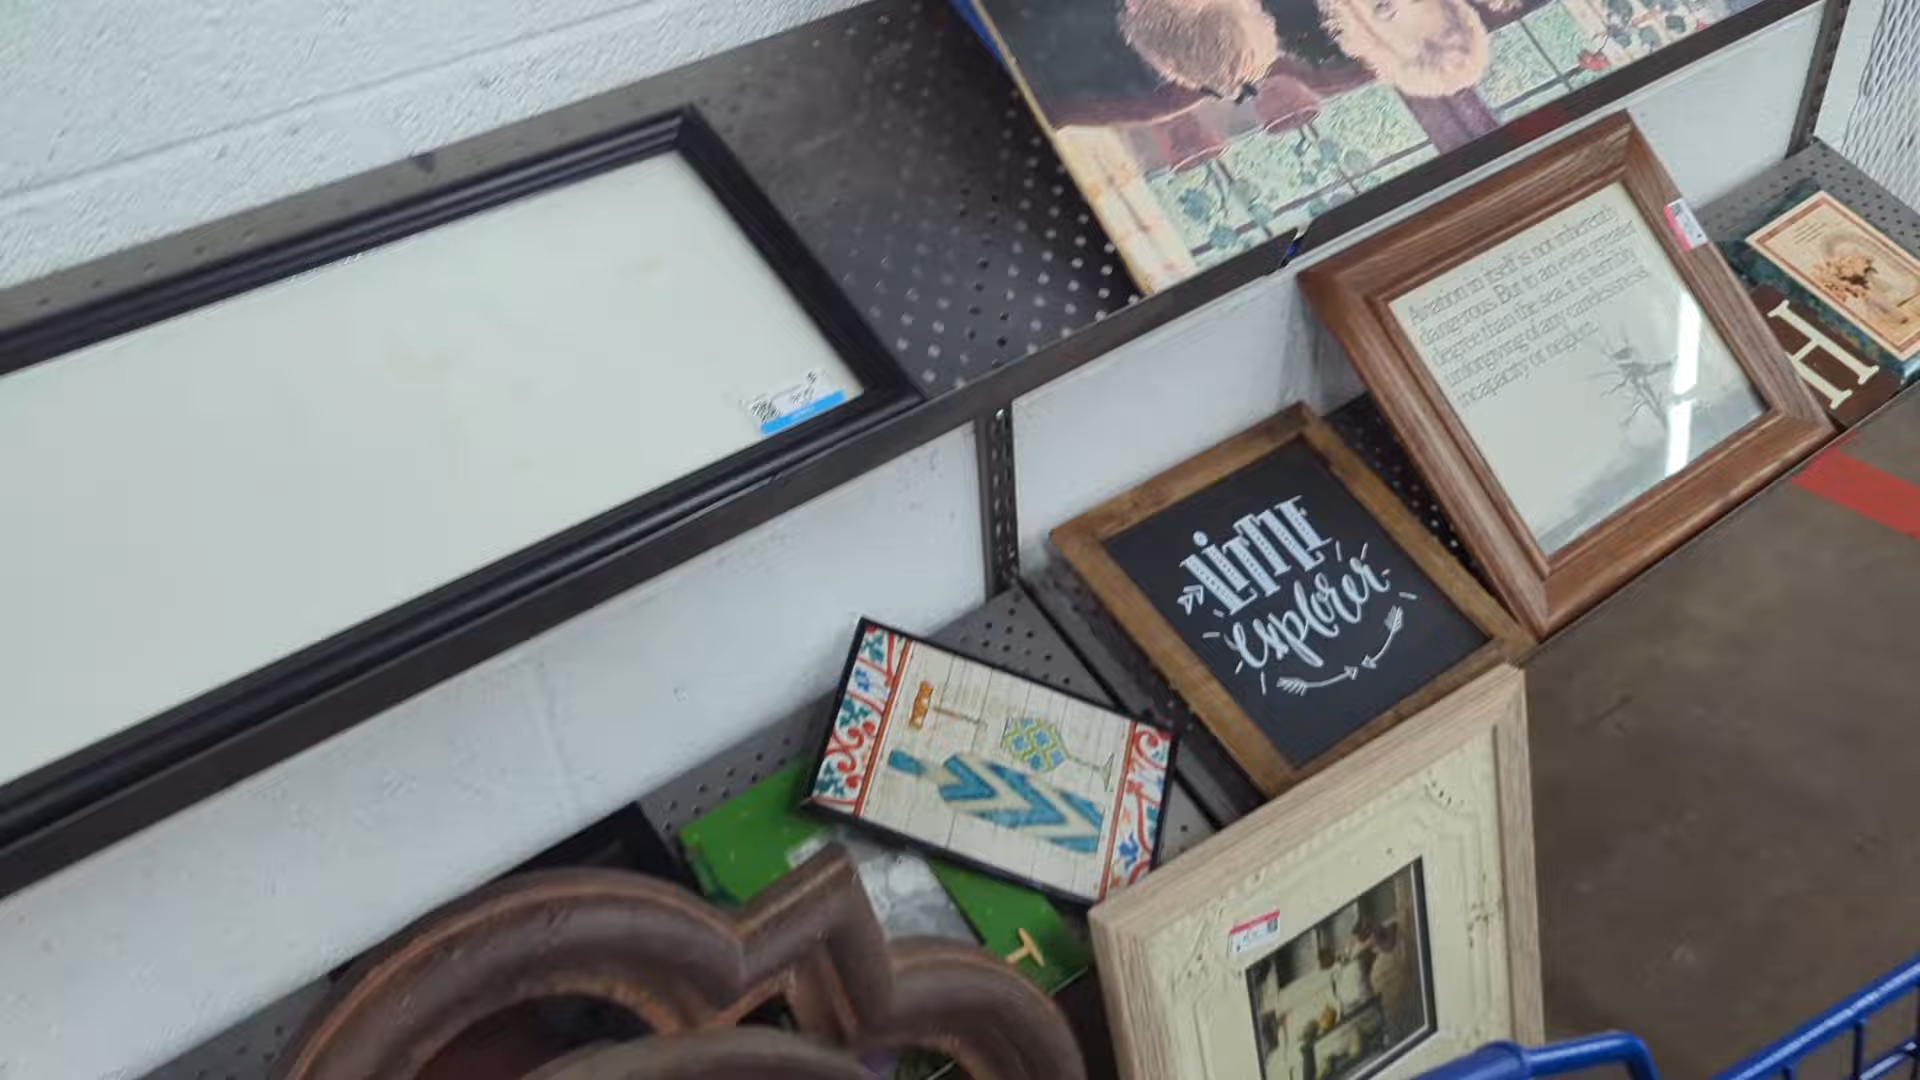 Aviation in itself is not inherently
dangerous. But to an even greater
degree than the sea, it is terribly
unforgiving of any carelessness,
incapacity or neglect.
LiTTLE
explorer
H